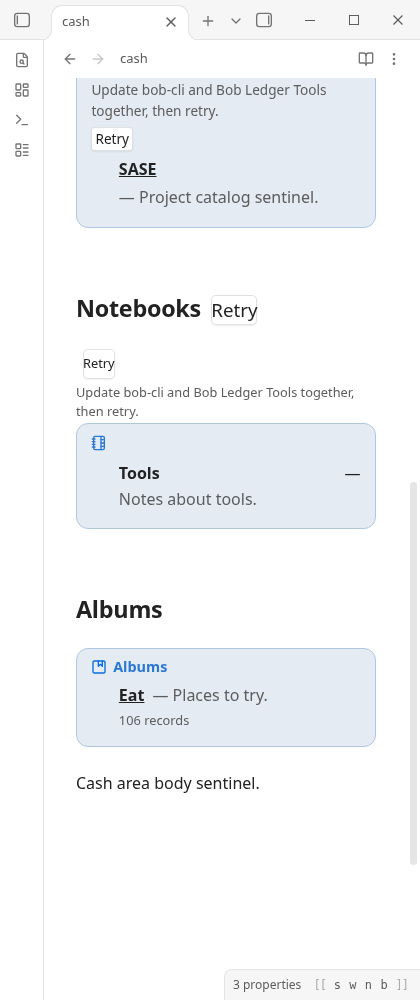 cash
cash
Update bob-cli and Bob Ledger Tools
together, then retry.
Retry
SASE
— Project catalog sentinel.
Notebooks Retry
Retry
Update bob-cli and Bob Ledger Tools together,
then retry.
Tools —
Notes about tools.
Albums
Albums
Eat — Places to try.
106 records
Cash area body sentinel.
3 properties [[ s w n b ]]